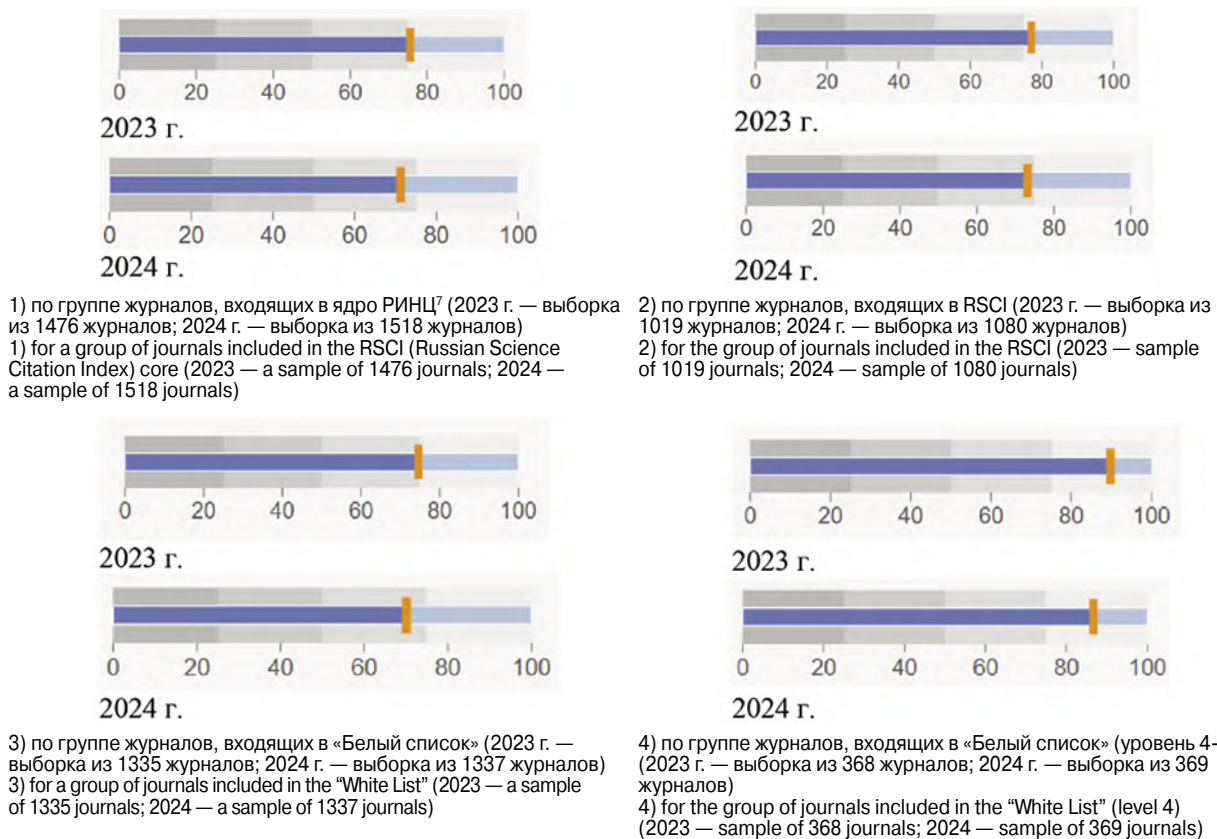 0 20 40 60 80 100
2023 г.
0 20 40 60 80 100
2024 г.
1) по группе журналов, входящих в ядро РИНЦ⁷ (2023 г. — выборка
из 1476 журналов; 2024 г. — выборка из 1518 журналов)
1) for a group of journals included in the RSCI (Russian Science
Citation Index) core (2023 — a sample of 1476 journals; 2024 —
a sample of 1518 journals)
0 20 40 60 80 100
2023 г.
0 20 40 60 80 100
2024 г.
2) по группе журналов, входящих в RSCI (2023 г. — выборка из
1019 журналов; 2024 г. — выборка из 1080 журналов)
2) for the group of journals included in the RSCI (2023 — sample
of 1019 journals; 2024 — sample of 1080 journals)
0 20 40 60 80 100
2023 г.
0 20 40 60 80 100
2024 г.
3) по группе журналов, входящих в «Белый список» (2023 г. —
выборка из 1335 журналов; 2024 г. — выборка из 1337 журналов)
3) for a group of journals included in the “White List” (2023 — a sample
of 1335 journals; 2024 — a sample of 1337 journals)
0 20 40 60 80 100
2023 г.
0 20 40 60 80 100
2024 г.
4) по группе журналов, входящих в «Белый список» (уровень 4-
(2023 г. — выборка из 368 журналов; 2024 г. — выборка из 369
журналов)
4) for the group of journals included in the “White List” (level 4)
(2023 — sample of 368 journals; 2024 — sample of 369 journals)